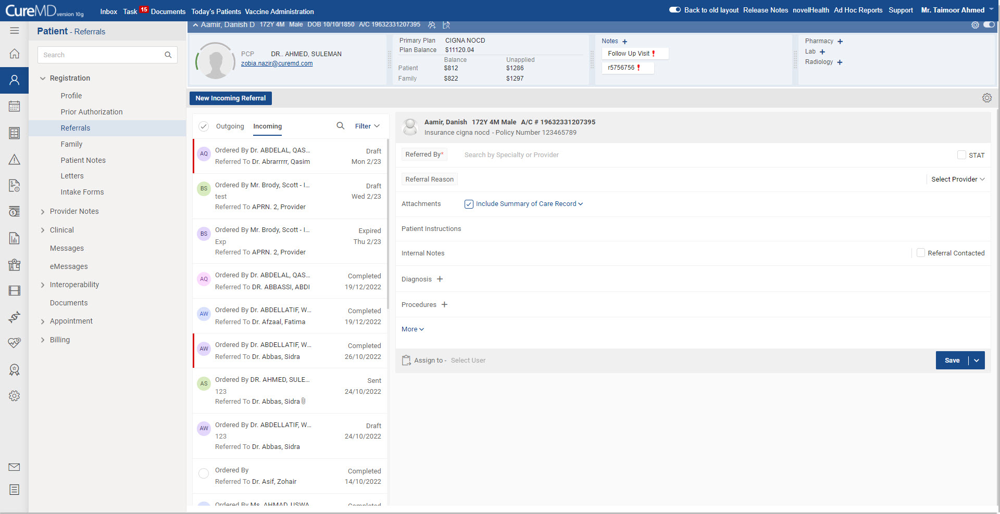 CureMD version 10g
Inbox Task 15 Documents Today's Patients Vaccine Administration
Back to old layout Release Notes novelHealth Ad Hoc Reports Support Mr. Taimoor Ahmed
Patient - Referrals
Search
Registration
Profile
Prior Authorization
Referrals
Family
Patient Notes
Letters
Intake Forms
Provider Notes
Clinical
Messages
eMessages
Interoperability
Documents
Appointment
Billing
Aamir, Danish D 172Y 4M Male DOB 10/10/1850 A/C 19632331207395
PCP DR.. AHMED, SULEMAN
zobia.nazir@curemd.com
Primary Plan CIGNA NOCD
Plan Balance $11120.04
Balance Unapplied
Patient $812 $1286
Family $822 $1297
Notes +
Follow Up Visit !
r5756756 !
Pharmacy +
Lab +
Radiology +
New Incoming Referral
Outgoing Incoming Filter
AQ Ordered By Dr. ABDELAL, QAS... Draft
Referred To Dr. Abrarrrrr, Qasim Mon 2/23
BS Ordered By Mr. Brody, Scott - I... Draft
test Wed 2/23
Referred To APRN. 2, Provider
BS Ordered By Mr. Brody, Scott - I... Expired
Exp Thu 2/23
Referred To APRN. 2, Provider
AQ Ordered By Dr. ABDELAL, QAS... Completed
Referred To DR. ABBASSI, ABDI 19/12/2022
AW Ordered By Dr. ABDELLATIF, W... Completed
Referred To Dr. Afzaal, Fatima 19/12/2022
AW Ordered By Dr. ABDELLATIF, W... Completed
Referred To Dr. Abbas, Sidra 26/10/2022
AS Ordered By DR. AHMED, SULE... Sent
123 24/10/2022
Referred To Dr. Abbas, Sidra
AW Ordered By Dr. ABDELLATIF, W... Draft
123 24/10/2022
Referred To Dr. Abbas, Sidra
Ordered By Completed
Referred To Dr. Asif, Zohair 14/10/2022
Ordered By Ms. AHMAD, USWA Completed
Aamir, Danish 172Y 4M Male A/C # 19632331207395
Insurance cigna nocd - Policy Number 123465789
Referred By* Search by Specialty or Provider STAT
Referral Reason Select Provider
Attachments Include Summary of Care Record
Patient Instructions
Internal Notes Referral Contacted
Diagnosis +
Procedures +
More
Assign to - Select User Save